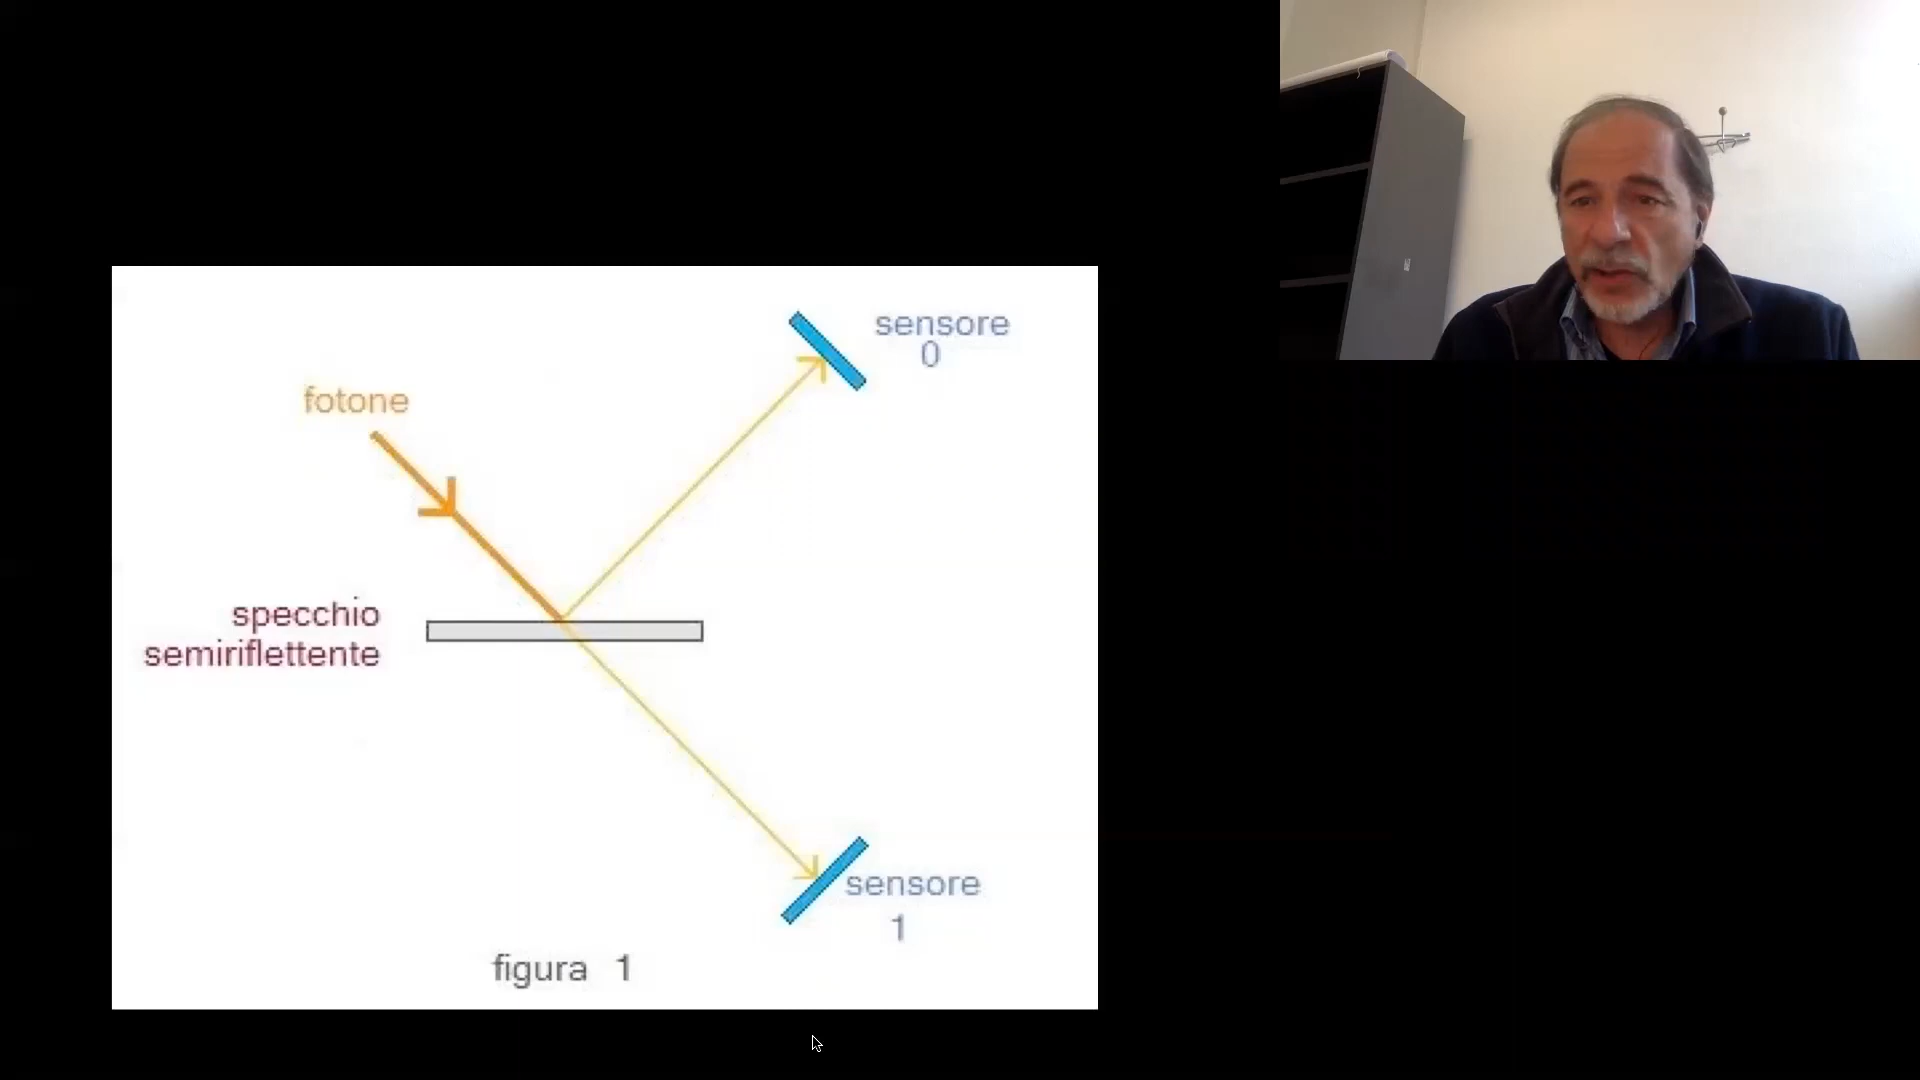 sensore
0
fotone
specchio
semiriflettente
sensore
1
figura 1